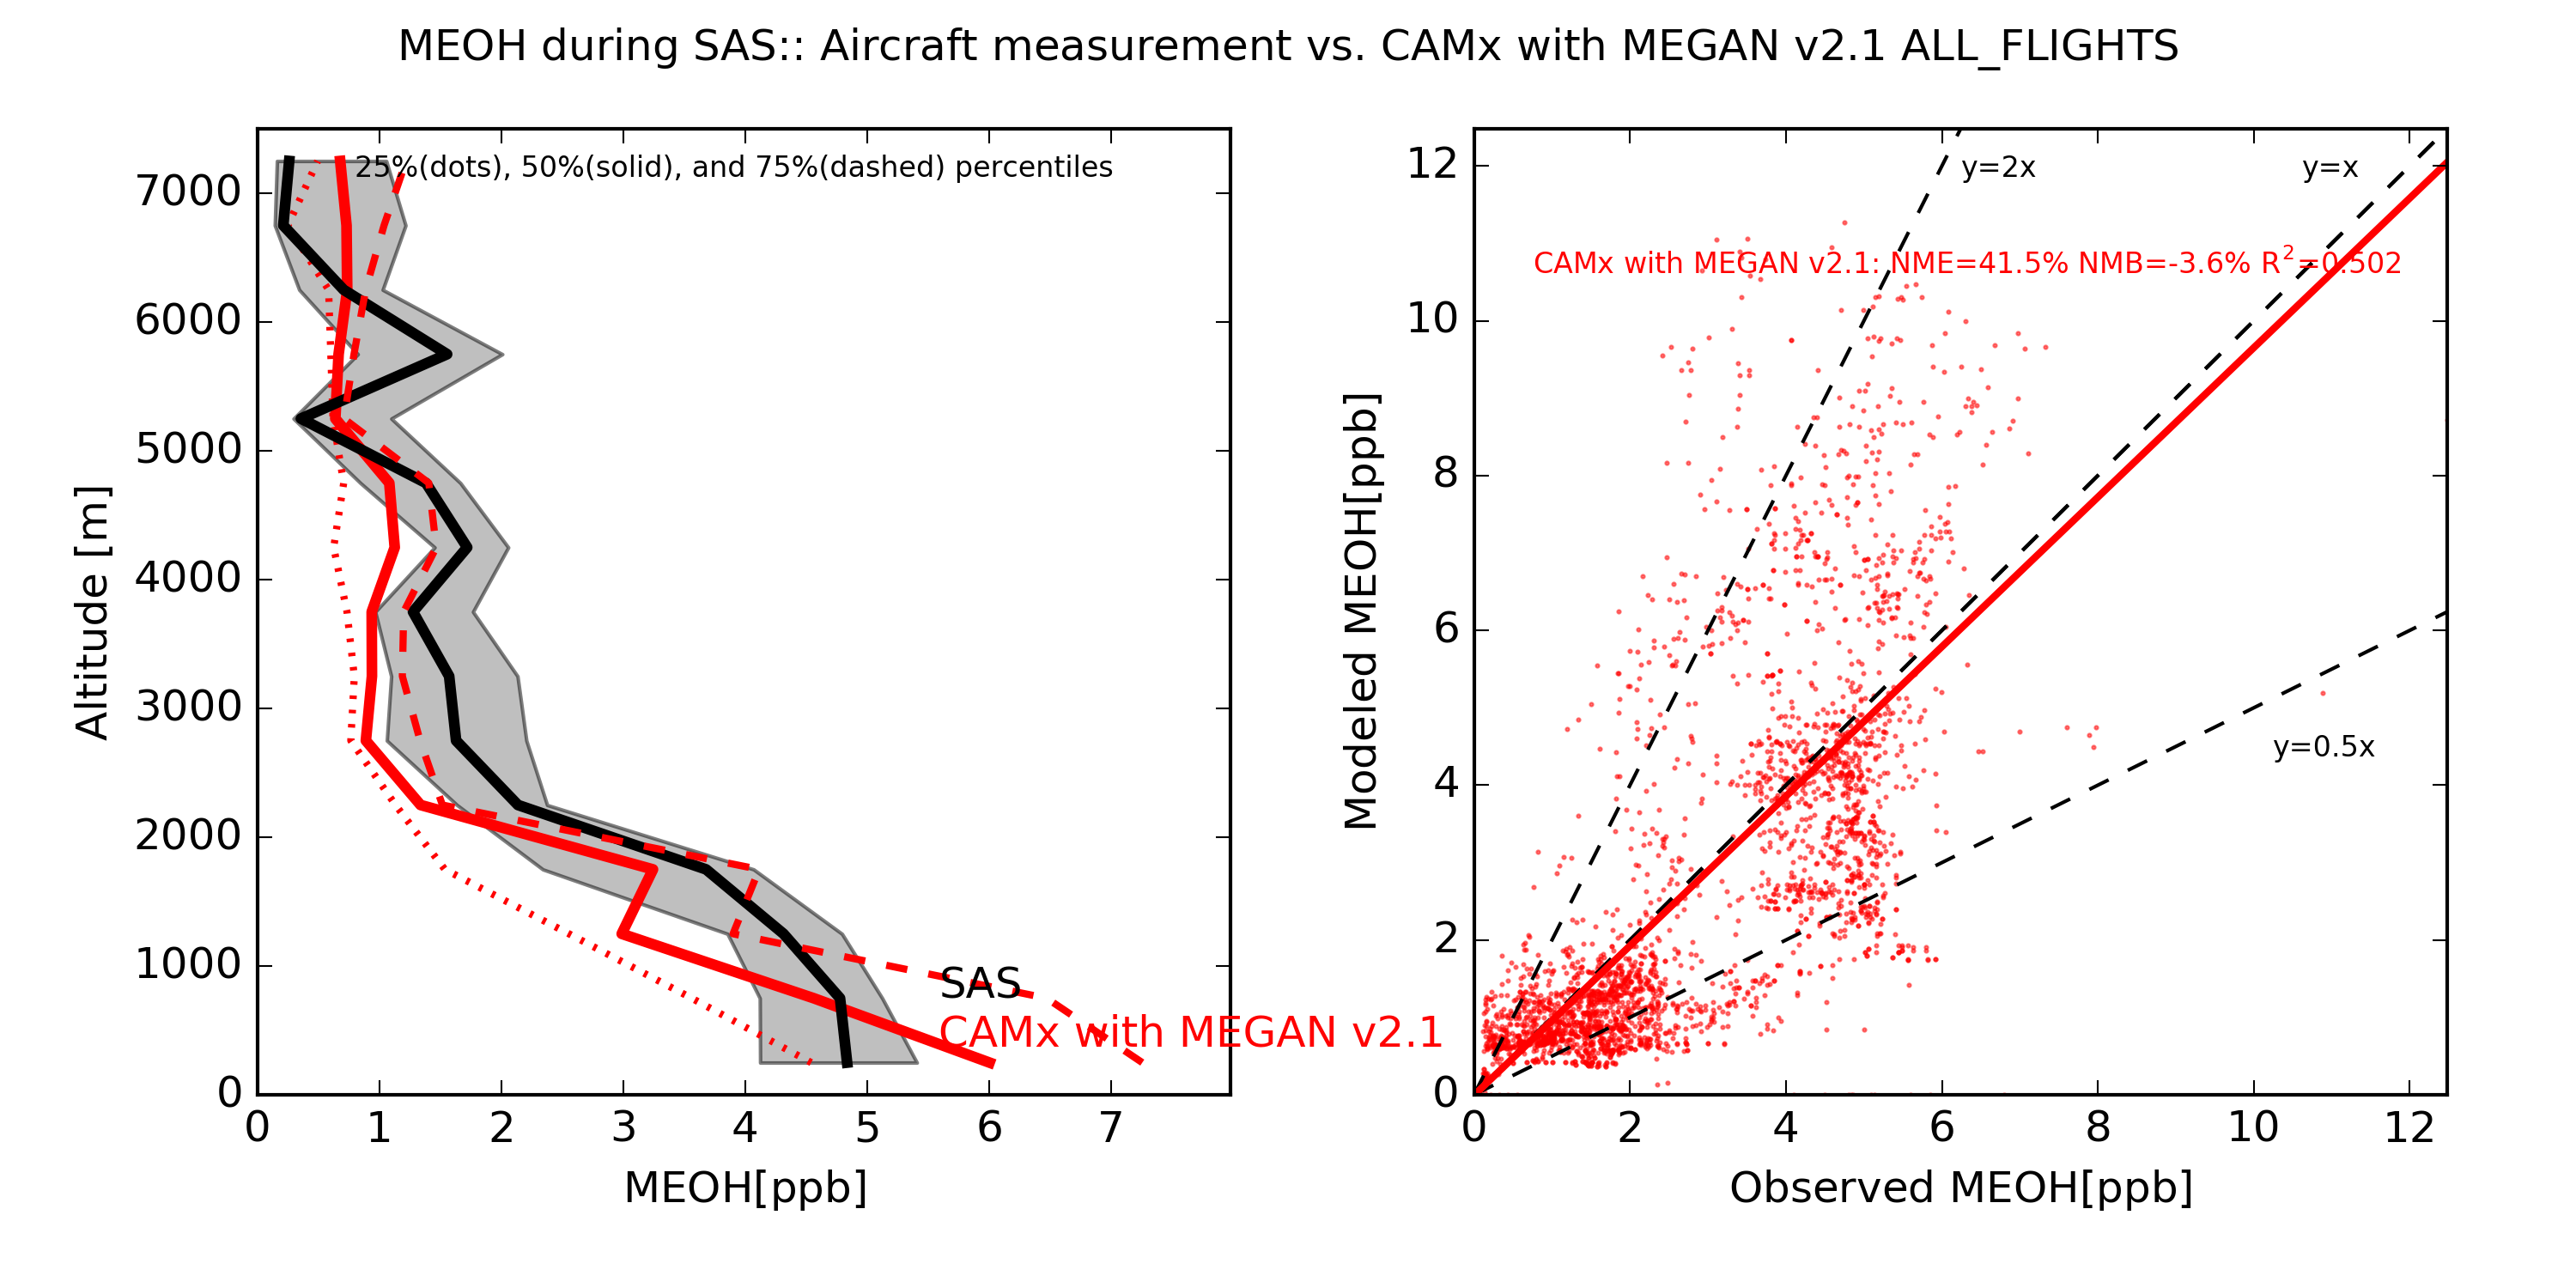 MEOH during SAS:: Aircraft measurement vs. CAMx with MEGAN v2.1 ALL_FLIGHTS
25%(dots), 50%(solid), and 75%(dashed) percentiles
7000
6000
5000
4000
3000
2000
1000
0
Altitude [m]
SAS
CAMx with MEGAN v2.1
0 1 2 3 4 5 6 7
MEOH[ppb]
y=2x
y=x
CAMx with MEGAN v2.1: NME=41.5% NMB=-3.6% R²=0.502
y=0.5x
12
10
8
6
4
2
0
Modeled MEOH[ppb]
0 2 4 6 8 10 12
Observed MEOH[ppb]